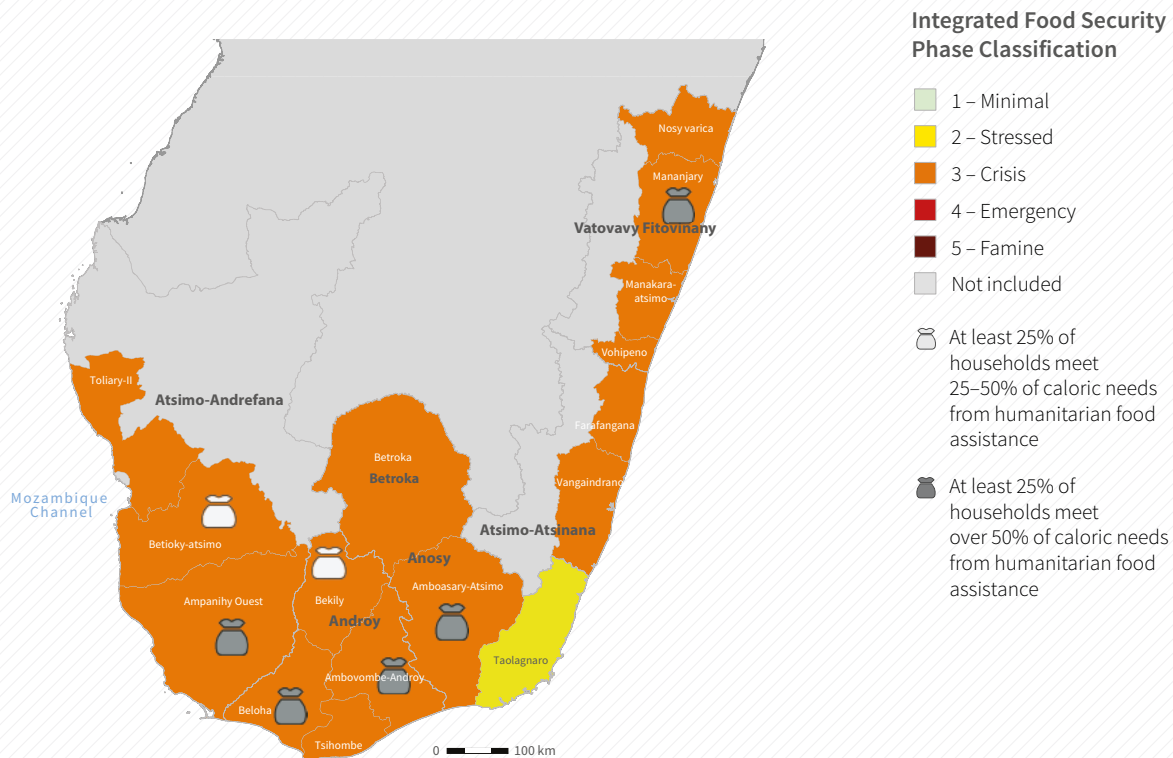 Integrated Food Security
Phase Classification
1 – Minimal
2 – Stressed
3 – Crisis
4 – Emergency
5 – Famine
Not included
At least 25% of
households meet
25–50% of caloric needs
from humanitarian food
assistance
At least 25% of
households meet
over 50% of caloric needs
from humanitarian food
assistance
Nosy varica
Mananjary
Vatovavy Fitovinany
Manakara-
atsimo
Vohipeno
Toliary-II
Atsimo-Andrefana
Farafangana
Betroka
Betroka
Vangaindrano
Mozambique
Channel
Atsimo-Atsinana
Betioky-atsimo
Anosy
Amboasary-Atsimo
Ampanihy Ouest
Bekily
Androy
Taolagnaro
Ambovombe-Androy
Beloha
Tsihombe
0 100 km